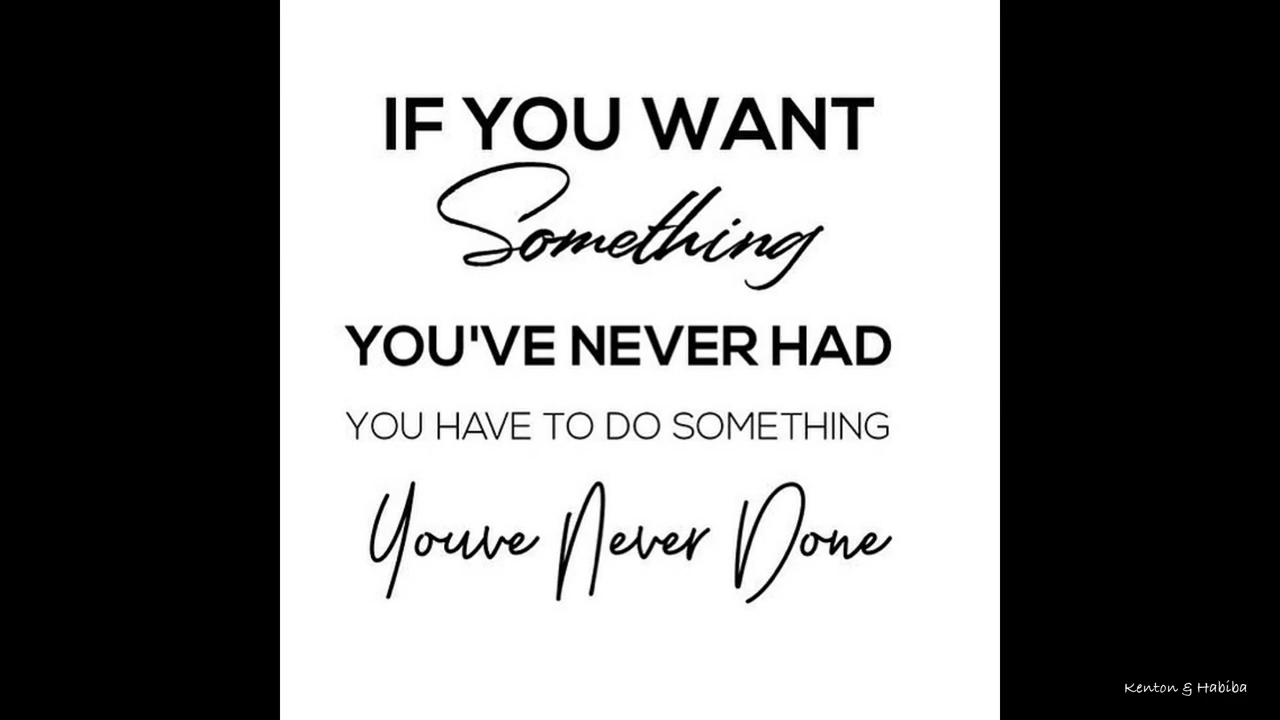 IF YOU WANT
Something
YOU'VE NEVER HAD
YOU HAVE TO DO SOMETHING
Youve Never Done
Kenton & Habiba